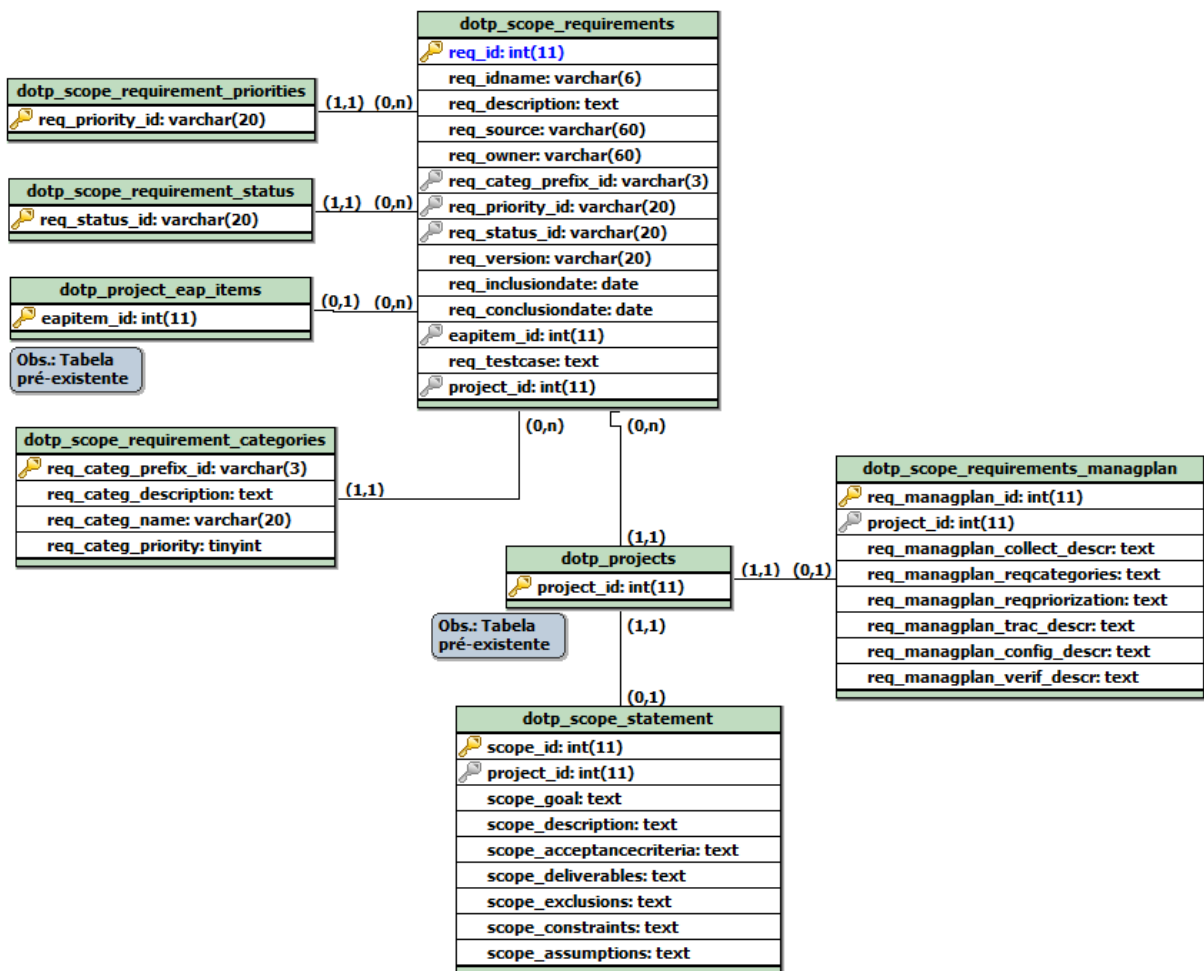 dotp_scope_requirements
req_id: int(11)
req_idname: varchar(6)
req_description: text
req_source: varchar(60)
req_owner: varchar(60)
req_categ_prefix_id: varchar(3)
req_priority_id: varchar(20)
req_status_id: varchar(20)
req_version: varchar(20)
req_inclusiondate: date
req_conclusiondate: date
eapitem_id: int(11)
req_testcase: text
project_id: int(11)
dotp_scope_requirement_priorities
req_priority_id: varchar(20)
(1,1) (0,n)
dotp_scope_requirement_status
req_status_id: varchar(20)
(1,1) (0,n)
dotp_project_eap_items
eapitem_id: int(11)
(0,1) (0,n)
Obs.: Tabela
pré-existente
(0,n) (0,n)
dotp_scope_requirement_categories
req_categ_prefix_id: varchar(3)
req_categ_description: text
req_categ_name: varchar(20)
req_categ_priority: tinyint
(1,1)
(1,1)
dotp_projects
project_id: int(11)
Obs.: Tabela
pré-existente
(1,1) (0,1)
dotp_scope_requirements_managplan
req_managplan_id: int(11)
project_id: int(11)
req_managplan_collect_descr: text
req_managplan_reqcategories: text
req_managplan_reqpriorization: text
req_managplan_trac_descr: text
req_managplan_config_descr: text
req_managplan_verif_descr: text
(1,1)
(0,1)
dotp_scope_statement
scope_id: int(11)
project_id: int(11)
scope_goal: text
scope_description: text
scope_acceptancecriteria: text
scope_deliverables: text
scope_exclusions: text
scope_constraints: text
scope_assumptions: text